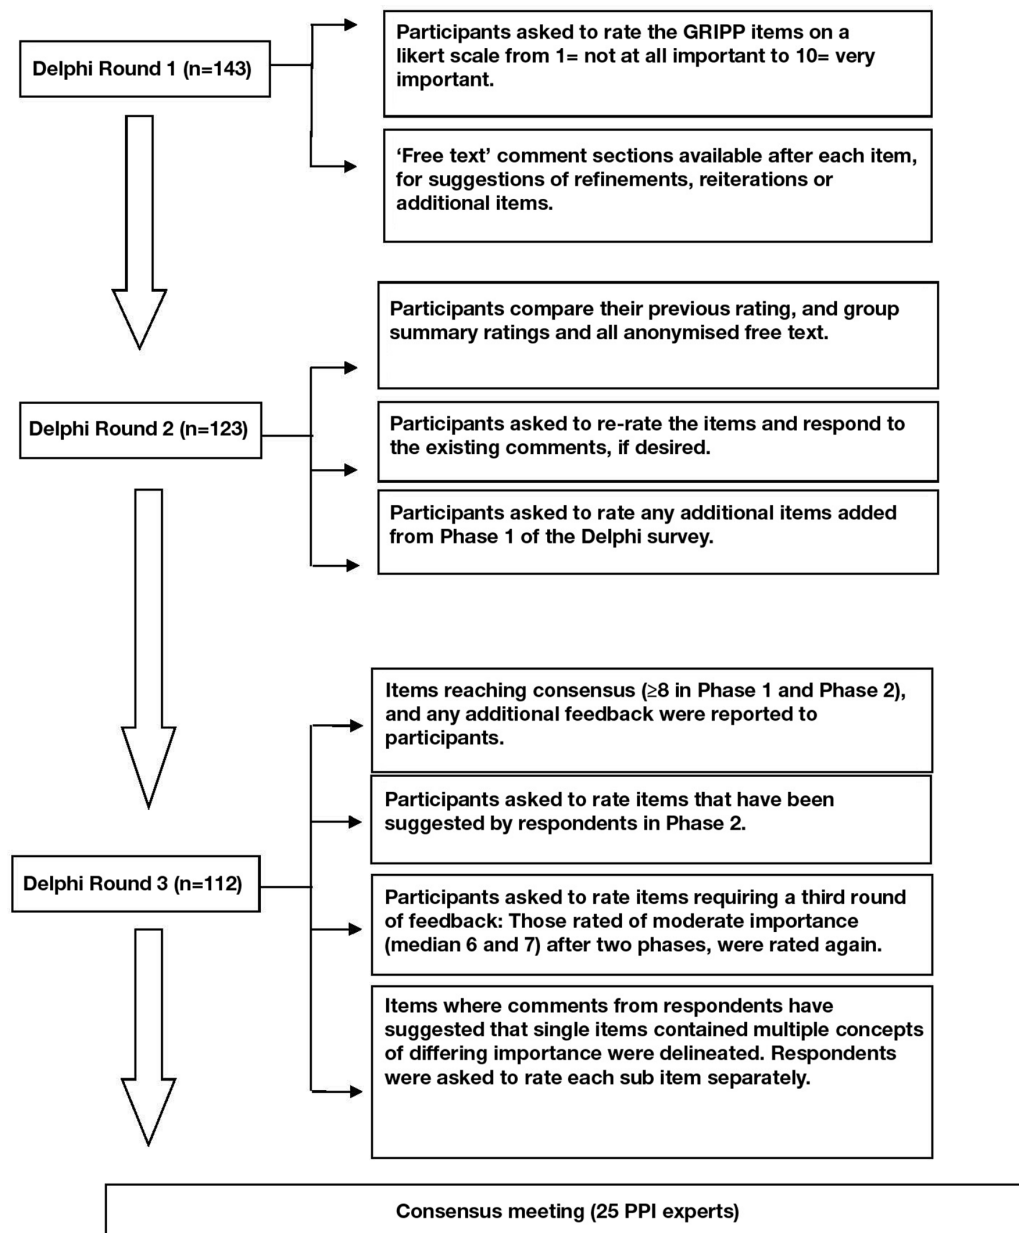 Delphi Round 1 (n=143)
Participants asked to rate the GRIPP items on a
likert scale from 1= not at all important to 10= very
important.
‘Free text’ comment sections available after each item,
for suggestions of refinements, reiterations or
additional items.
Delphi Round 2 (n=123)
Participants compare their previous rating, and group
summary ratings and all anonymised free text.
Participants asked to re-rate the items and respond to
the existing comments, if desired.
Participants asked to rate any additional items added
from Phase 1 of the Delphi survey.
Delphi Round 3 (n=112)
Items reaching consensus (≥8 in Phase 1 and Phase 2),
and any additional feedback were reported to
participants.
Participants asked to rate items that have been
suggested by respondents in Phase 2.
Participants asked to rate items requiring a third round
of feedback: Those rated of moderate importance
(median 6 and 7) after two phases, were rated again.
Items where comments from respondents have
suggested that single items contained multiple concepts
of differing importance were delineated. Respondents
were asked to rate each sub item separately.
Consensus meeting (25 PPI experts)